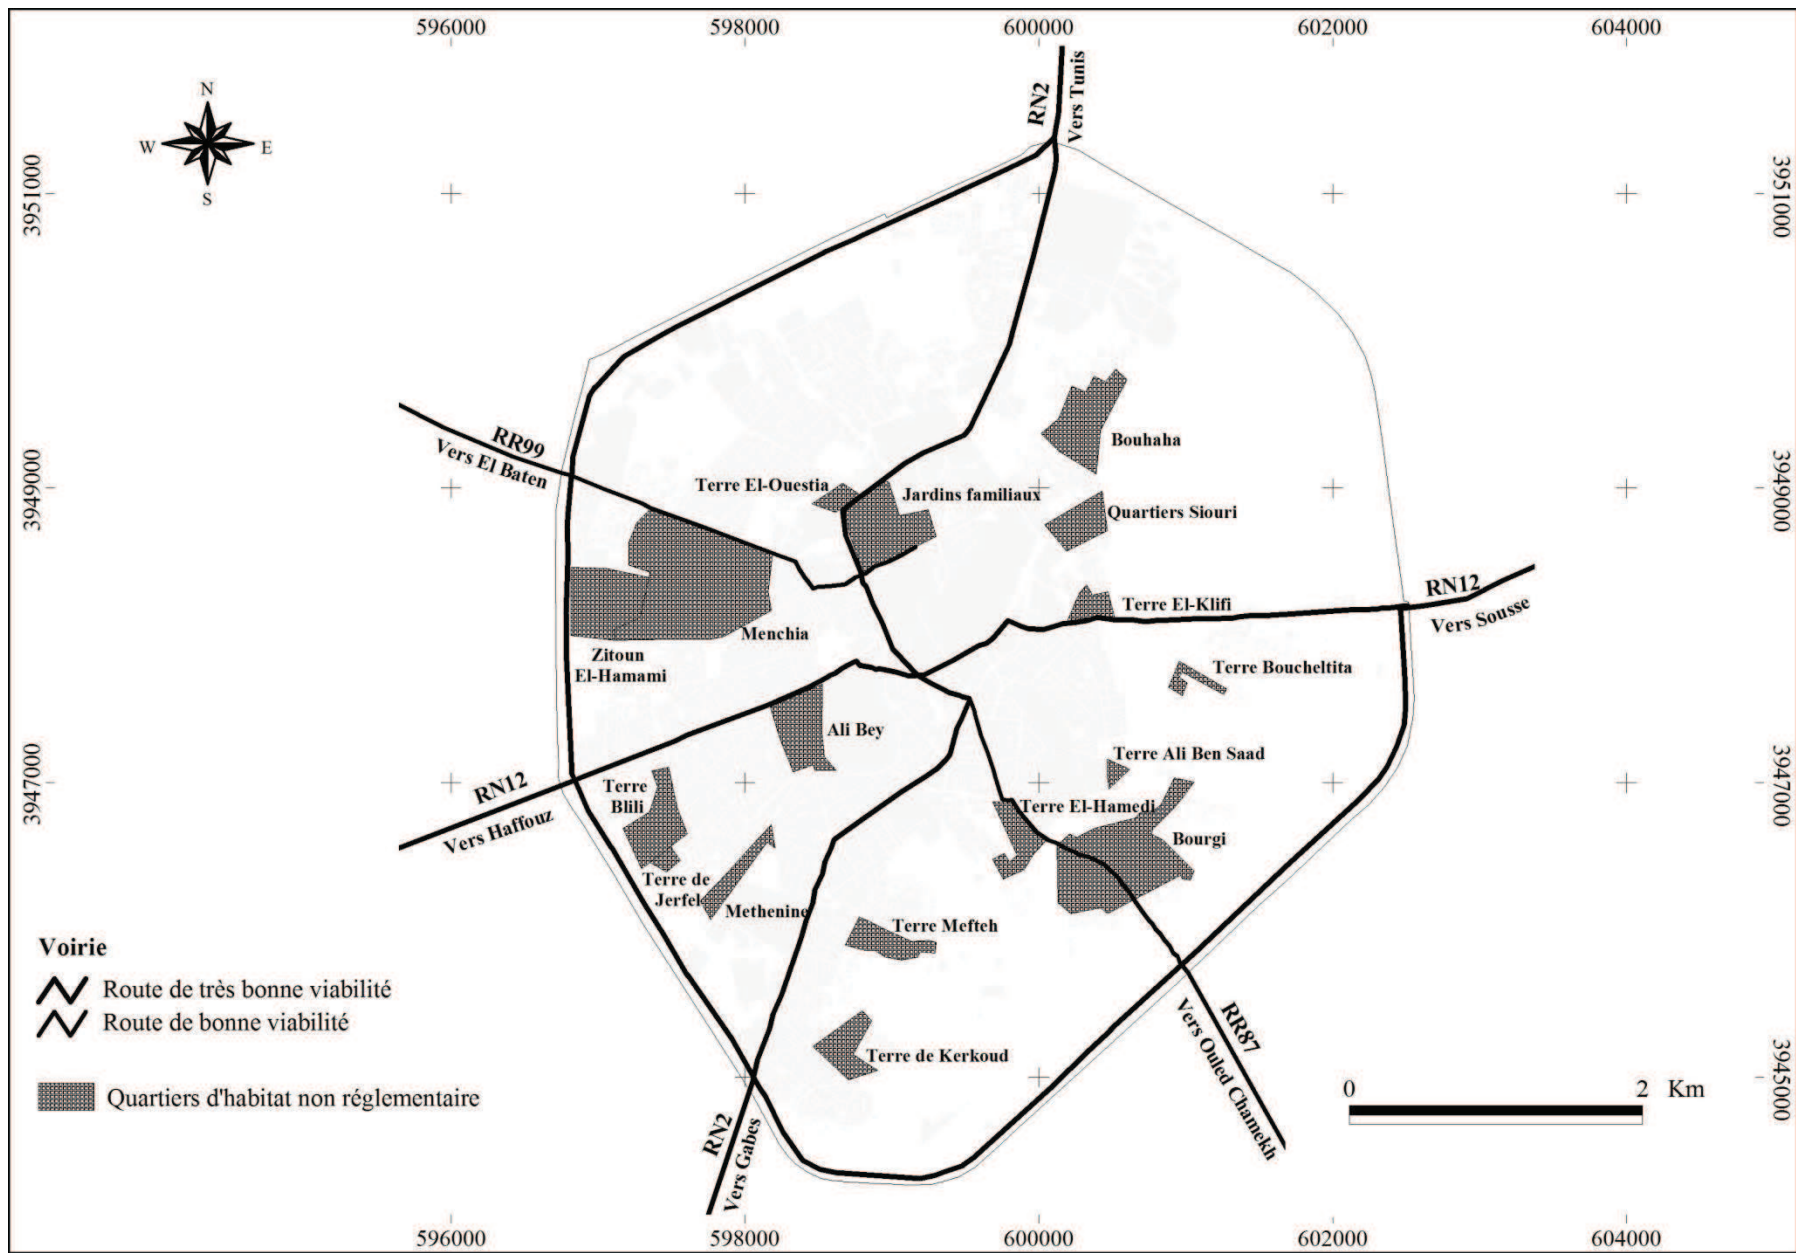 596000
598000
600000
602000
604000
RN2
Vers Tunis
N
W
E
S
3951000
3951000
RR99
Vers El Baten
Bouhaha
3949000
3949000
Terre El-Ouestia
Jardins familiaux
Quartiers Siouri
RN12
Vers Sousse
Terre El-Klifi
Menchia
Zitoun
El-Hamami
Terre Boucheltita
Ali Bey
Terre Ali Ben Saad
3947000
3947000
RN12
Vers Haffouz
Terre
Blili
Terre El-Hamedi
Bourgi
Terre de
Jerfel
Methenine
Terre Mefteh
Voirie
Route de très bonne viabilité
Route de bonne viabilité
Quartiers d'habitat non réglementaire
Terre de Kerkoud
RR87
Vers Ouled Chamekh
3945000
0
2
Km
RN2
Vers Gabes
596000
598000
600000
602000
604000